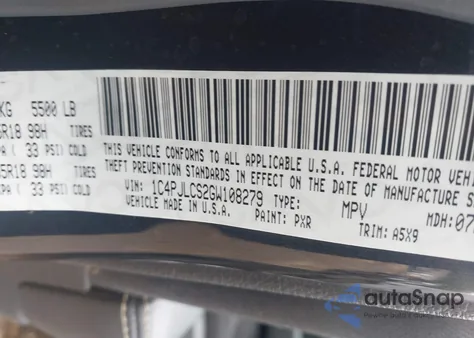 KG 5500 LB
5R18 98H TIRES
PA ( 33 PSI) COLD
5R18 98H TIRES
PA ( 33 PSI) COLD
THIS VEHICLE CONFORMS TO ALL APPLICABLE U.S.A. FEDERAL MOTOR VEHI
THEFT PREVENTION STANDARDS IN EFFECT ON THE DATE OF MANUFACTURE S
VIN: 1C4PJLCS2GW108279 TYPE: MPV MDH:07
VEHICLE MADE IN U.S.A. PAINT: PXR TRIM: A5X9
autoSnap